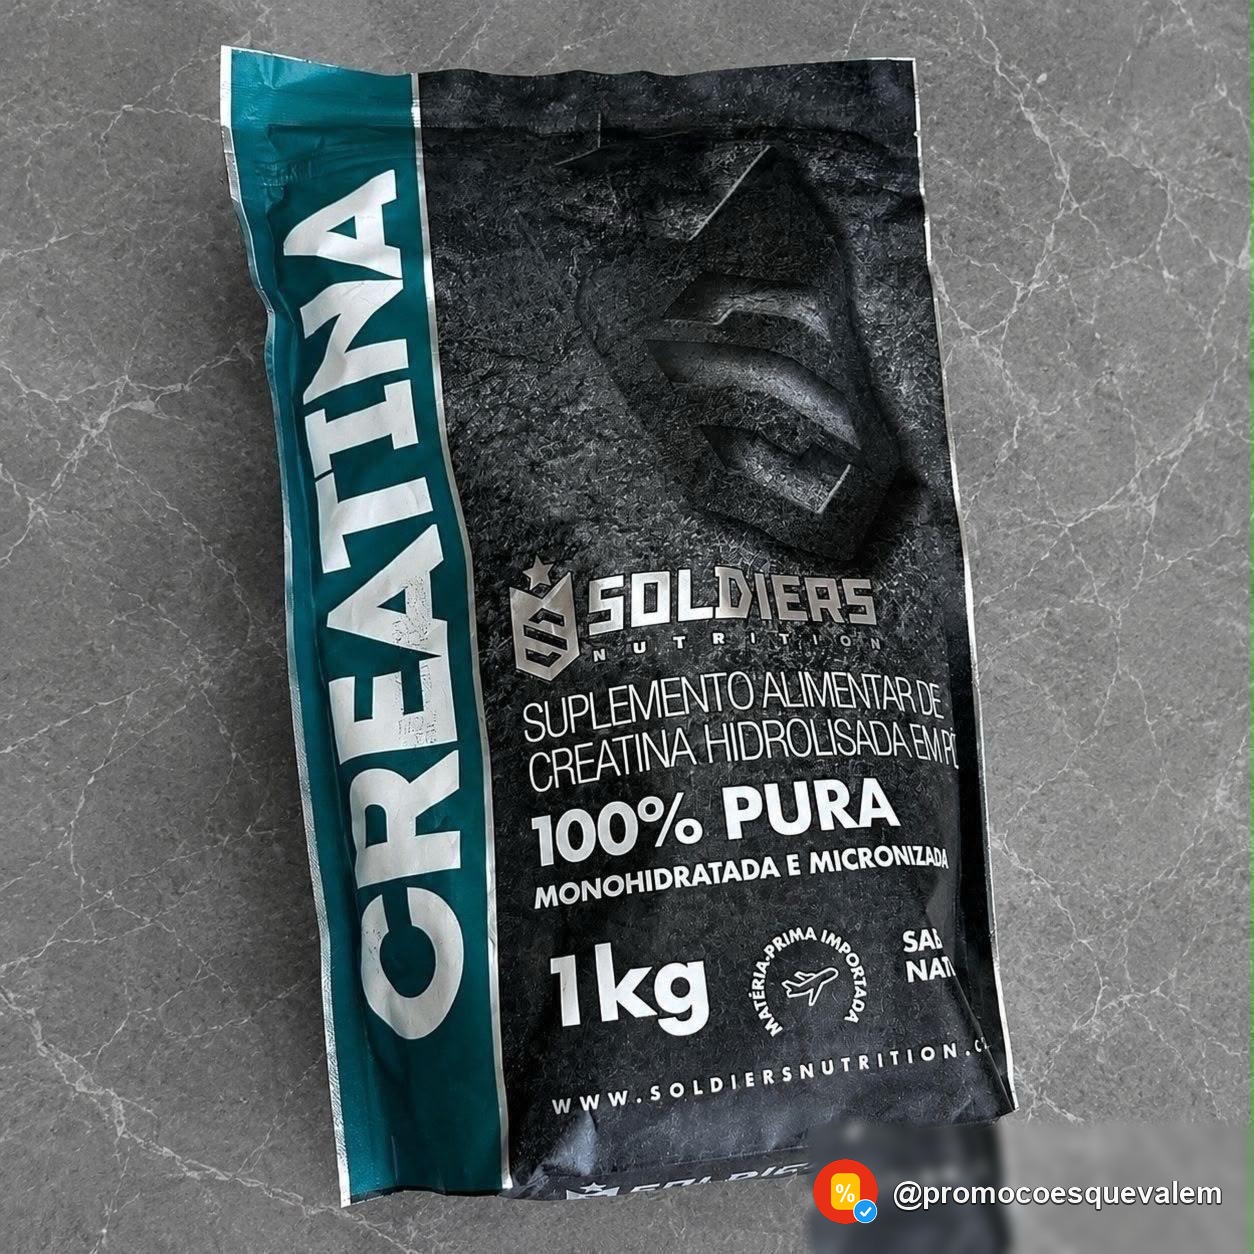 CREATINA
SOLDIERS
NUTRITION
SUPLEMENTO ALIMENTAR DE
CREATINA HIDROLISADA EM
100% PURA
MONOHIDRATADA E MICRONIZADA
1kg
MATÉRIA-PRIMA IMPORTADA
WWW.SOLDIERSNUTRITION.C
%
@promocoesquevalem